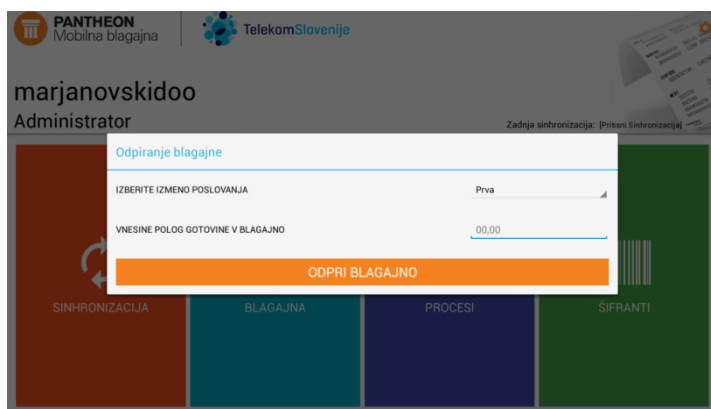 PANTHEON
Mobilna blagajna
TelekomSlovenije
marjanovskidoo
Administrator
Zadnja sinhronizacija: [Pritisni Sinhronizacija]
Odpiranje blagajne
IZBERITE IZMENO POSLOVANJA
Prva
VNESINE POLOG GOTOVINE V BLAGAJNO
00,00
ODPRI BLAGAJNO
SINHRONIZACIJA
BLAGAJNA
PROCESI
ŠIFRANTI